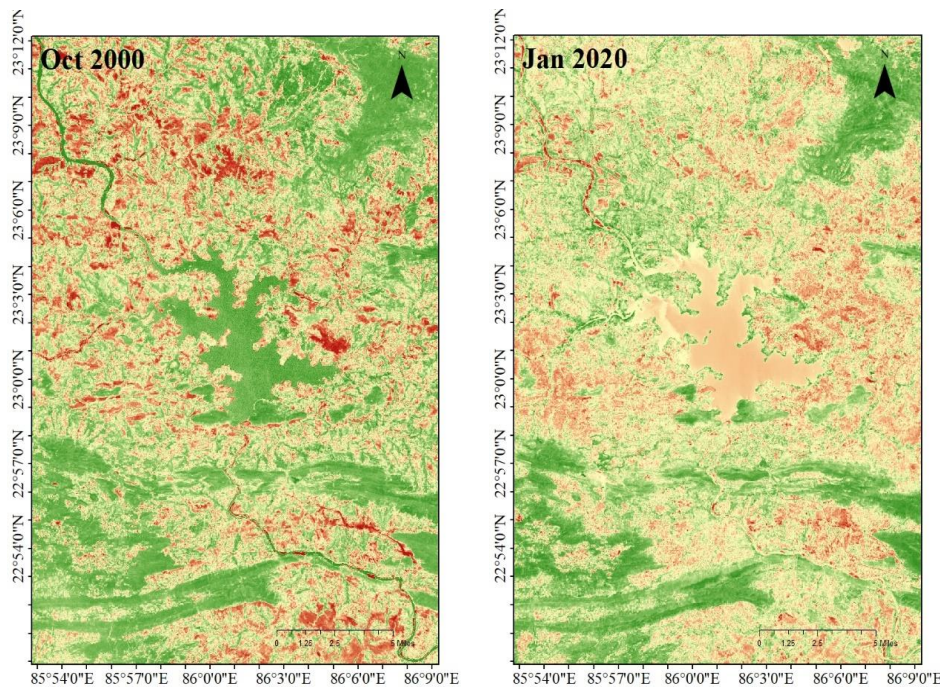 Oct 2000
N
23°12'0"N
23°9'0"N
23°6'0"N
23°3'0"N
23°0'0"N
22°57'0"N
22°54'0"N
0 1.25 2.5 5 Miles
85°54'0"E 85°57'0"E 86°0'0"E 86°3'0"E 86°6'0"E 86°9'0"E
Jan 2020
N
23°12'0"N
23°9'0"N
23°6'0"N
23°3'0"N
23°0'0"N
22°57'0"N
22°54'0"N
0 1.25 2.5 5 Miles
85°54'0"E 85°57'0"E 86°0'0"E 86°3'0"E 86°6'0"E 86°9'0"E